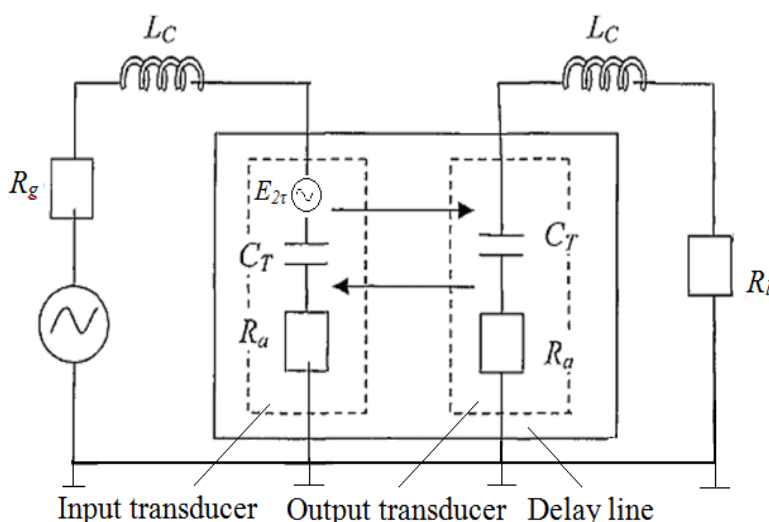 L_C
L_C
R_g
E_2τ
C_T
C_T
R_a
R_a
R_l
Input transducer
Output transducer
Delay line